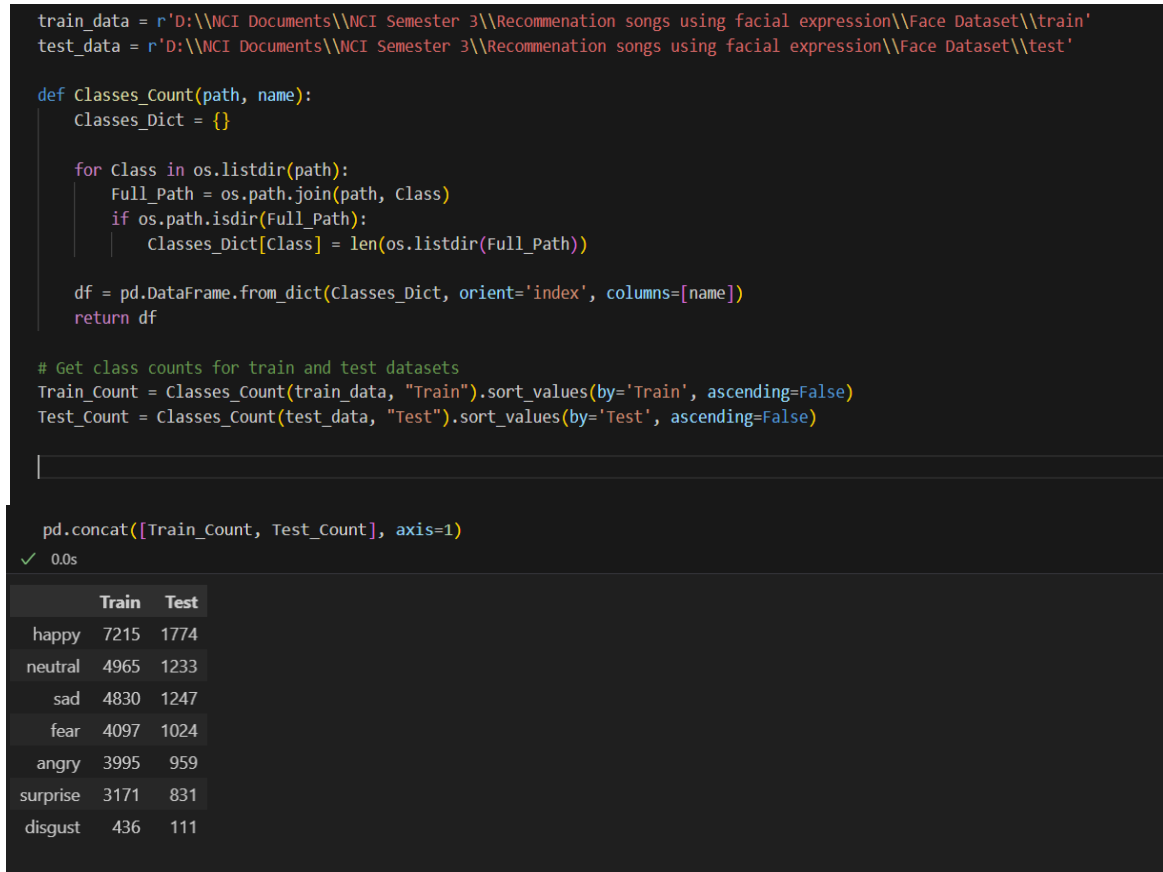 train_data = r'D:\\NCI Documents\\NCI Semester 3\\Recommenation songs using facial expression\\Face Dataset\\train'
test_data = r'D:\\NCI Documents\\NCI Semester 3\\Recommenation songs using facial expression\\Face Dataset\\test'
def Classes_Count(path, name):
    Classes_Dict = {}
    for Class in os.listdir(path):
        Full_Path = os.path.join(path, Class)
        if os.path.isdir(Full_Path):
            Classes_Dict[Class] = len(os.listdir(Full_Path))
    df = pd.DataFrame.from_dict(Classes_Dict, orient='index', columns=[name])
    return df
# Get class counts for train and test datasets
Train_Count = Classes_Count(train_data, "Train").sort_values(by='Train', ascending=False)
Test_Count = Classes_Count(test_data, "Test").sort_values(by='Test', ascending=False)
pd.concat([Train_Count, Test_Count], axis=1)
✓ 0.0s
Train Test
happy 7215 1774
neutral 4965 1233
sad 4830 1247
fear 4097 1024
angry 3995 959
surprise 3171 831
disgust 436 111